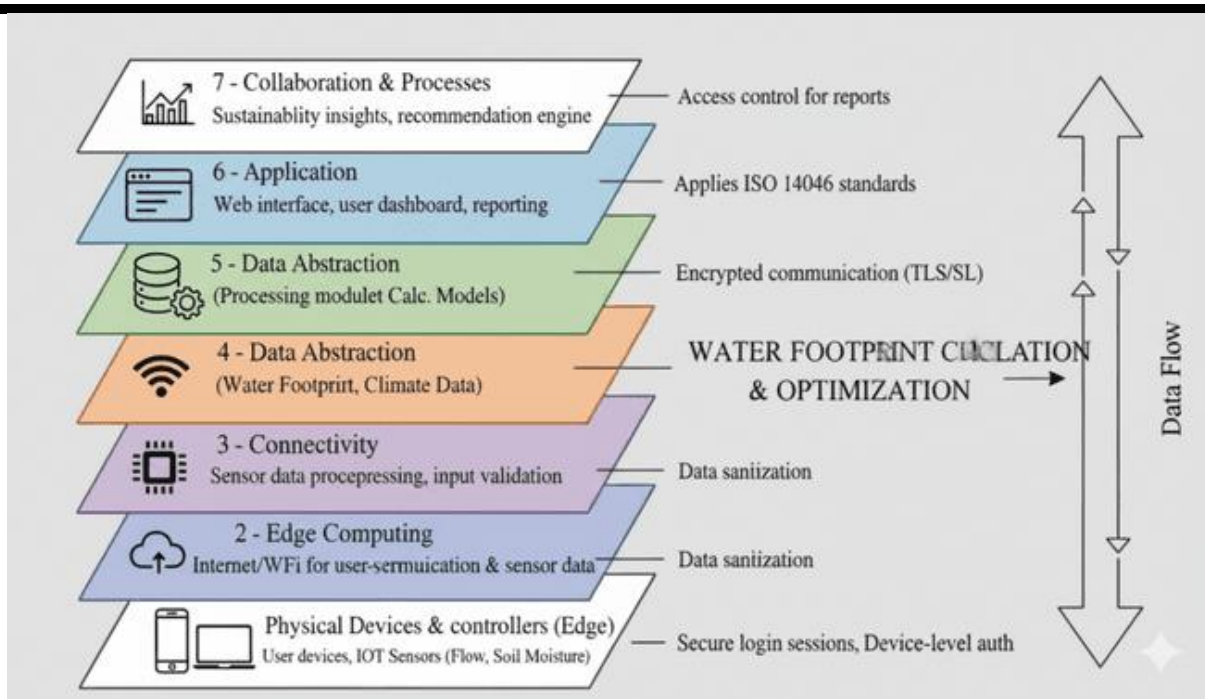 7 - Collaboration & Processes
Sustainablity insights, recommendation engine
Access control for reports
6 - Application
Web interface, user dashboard, reporting
Applies ISO 14046 standards
5 - Data Abstraction
(Processing modulet Calc. Models)
Encrypted communication (TLS/SL)
4 - Data Abstraction
(Water Footprirt, Climate Data)
WATER FOOTPRINT
& OPTIMIZATION
3 - Connectivity
Sensor data procepressing, input validation
Data saniization
2 - Edge Computing
Internet/WFi for user-sermuication & sensor data
Data saniization
Physical Devices & controllers (Edge)
User devices, IOT Sensors (Flow, Soil Moisture)
Secure login sessions, Device-level auth
Data Flow